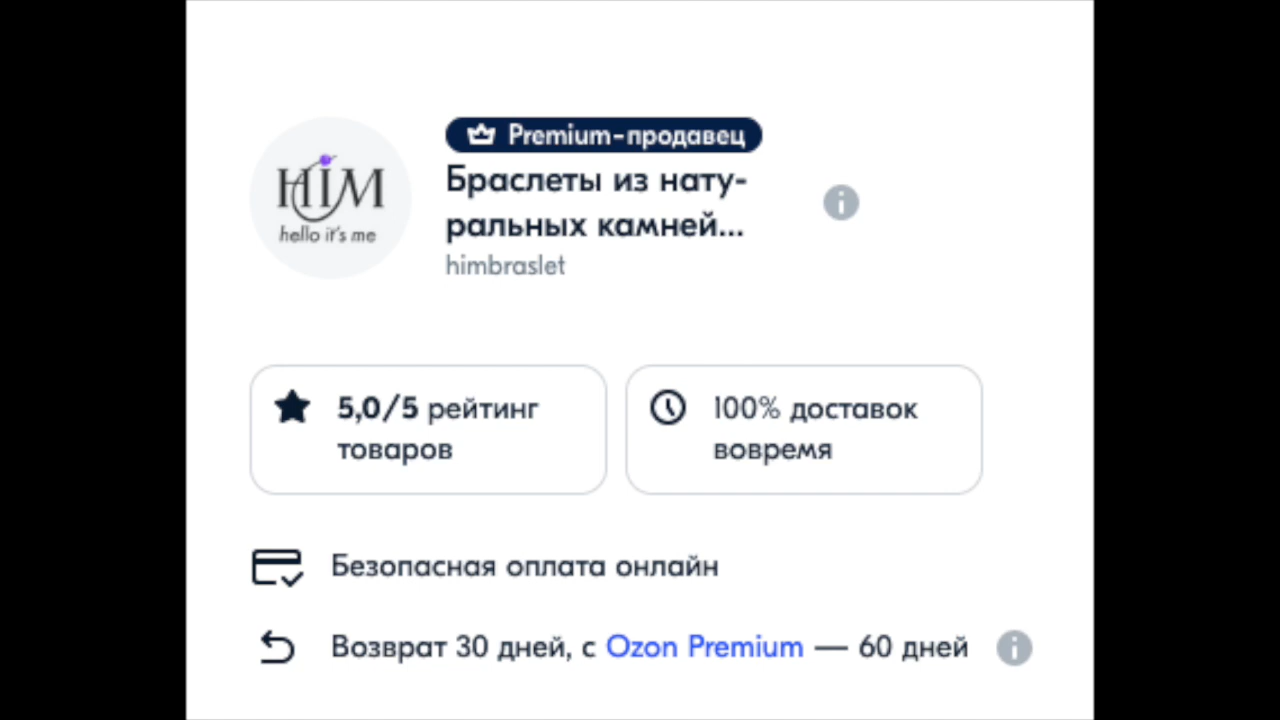 HIM
hello it's me
Premium-продавец
Браслеты из нату-
ральных камней...
himbraslet
5,0/5 рейтинг
товаров
100% доставок
вовремя
Безопасная оплата онлайн
Возврат 30 дней, с Ozon Premium — 60 дней